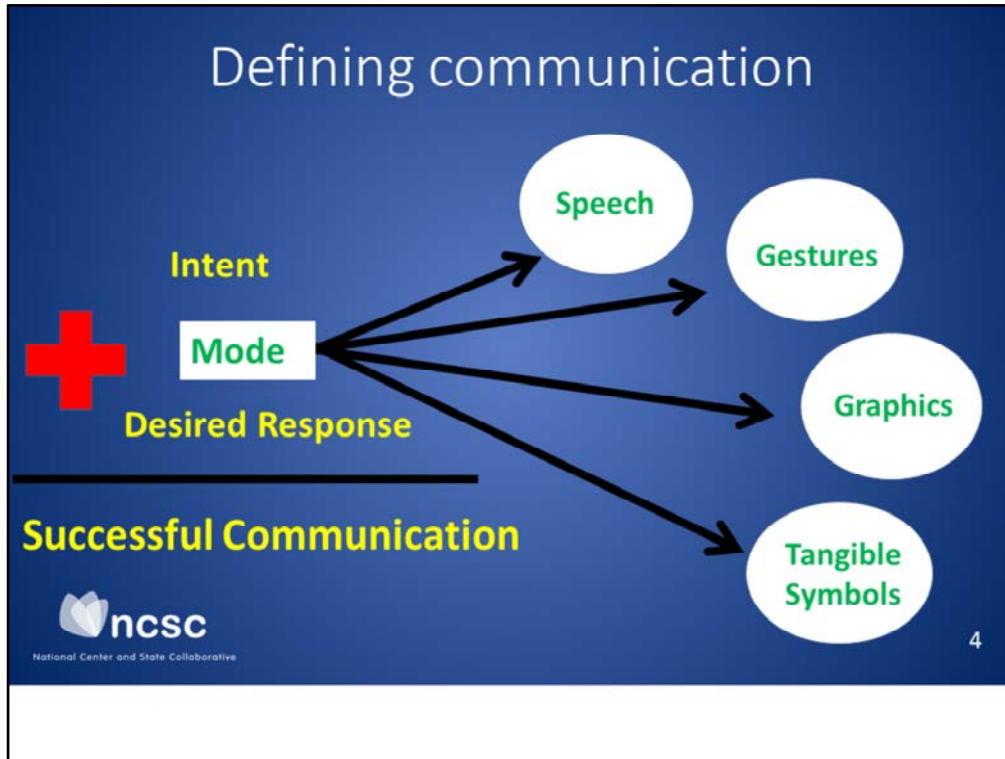 Defining communication
Speech
Gestures
Intent
Mode
Graphics
Desired Response
Successful Communication
Tangible
Symbols
ncsc
National Center and State Collaborative
4